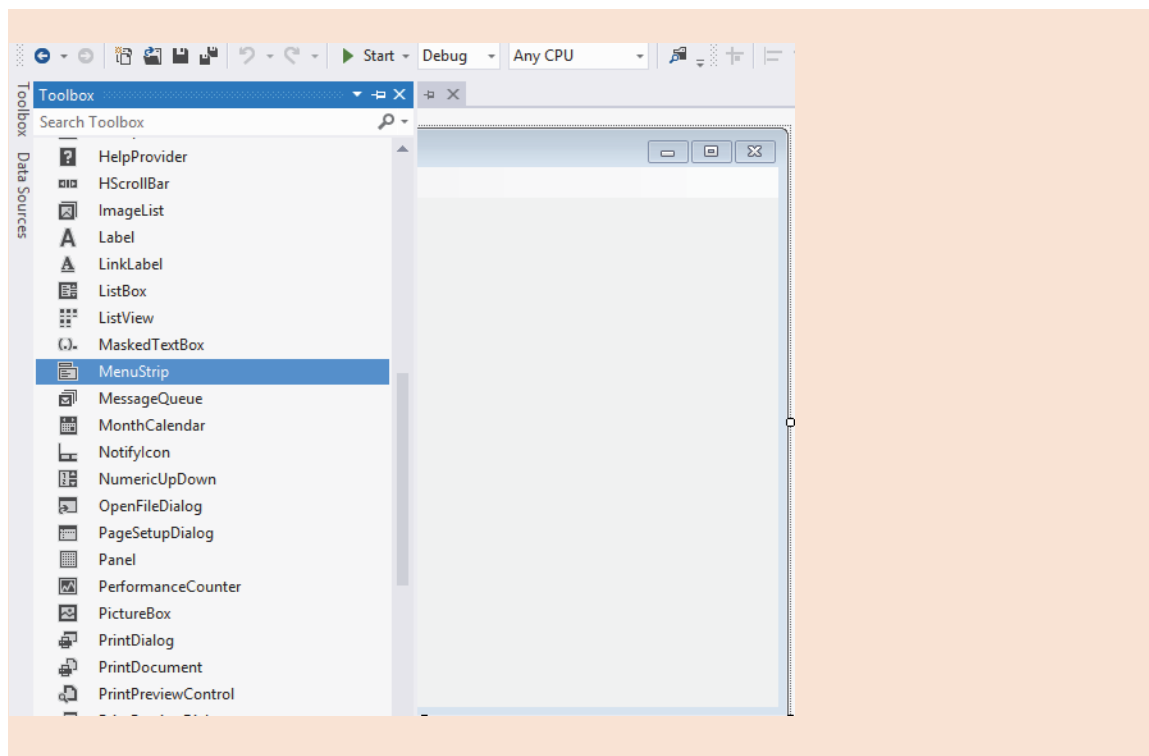 Start Debug Any CPU
Toolbox
Data Sources
Toolbox
Search Toolbox
HelpProvider
HScrollBar
ImageList
Label
LinkLabel
ListBox
ListView
MaskedTextBox
MenuStrip
MessageQueue
MonthCalendar
NotifyIcon
NumericUpDown
OpenFileDialog
PageSetupDialog
Panel
PerformanceCounter
PictureBox
PrintDialog
PrintDocument
PrintPreviewControl